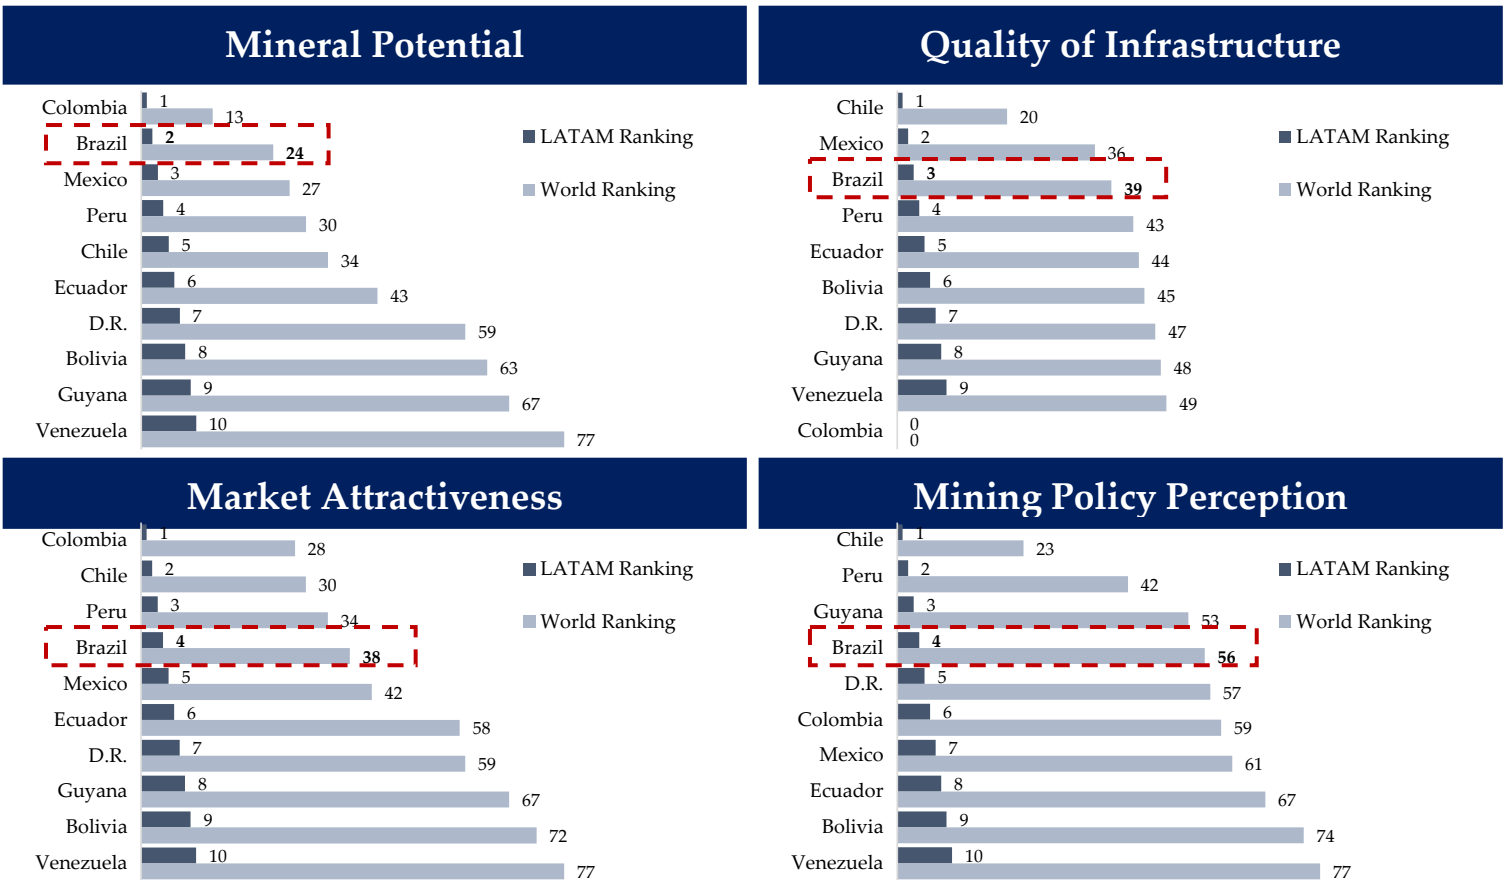 Mineral Potential
Colombia 1 13
Brazil 2 24
Mexico 3 27
Peru 4 30
Chile 5 34
Ecuador 6 43
D.R. 7 59
Bolivia 8 63
Guyana 9 67
Venezuela 10 77
LATAM Ranking
World Ranking
Quality of Infrastructure
Chile 1 20
Mexico 2 36
Brazil 3 39
Peru 4 43
Ecuador 5 44
Bolivia 6 45
D.R. 7 47
Guyana 8 48
Venezuela 9 49
Colombia 0 0
LATAM Ranking
World Ranking
Market Attractiveness
Colombia 1 28
Chile 2 30
Peru 3 34
Brazil 4 38
Mexico 5 42
Ecuador 6 58
D.R. 7 59
Guyana 8 67
Bolivia 9 72
Venezuela 10 77
LATAM Ranking
World Ranking
Mining Policy Perception
Chile 1 23
Peru 2 42
Guyana 3 53
Brazil 4 56
D.R. 5 57
Colombia 6 59
Mexico 7 61
Ecuador 8 67
Bolivia 9 74
Venezuela 10 77
LATAM Ranking
World Ranking